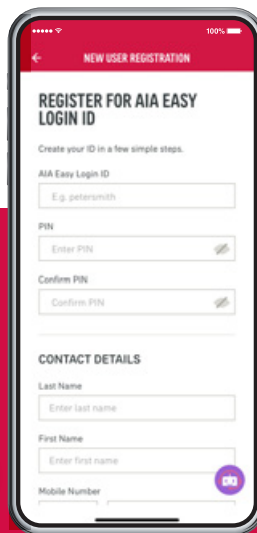 100%
NEW USER REGISTRATION
REGISTER FOR AIA EASY
LOGIN ID
Create your ID in a few simple steps.
AIA Easy Login ID
E.g. petersmith
PIN
Enter PIN
Confirm PIN
Confirm PIN
CONTACT DETAILS
Last Name
Enter last name
First Name
Enter first name
Mobile Number